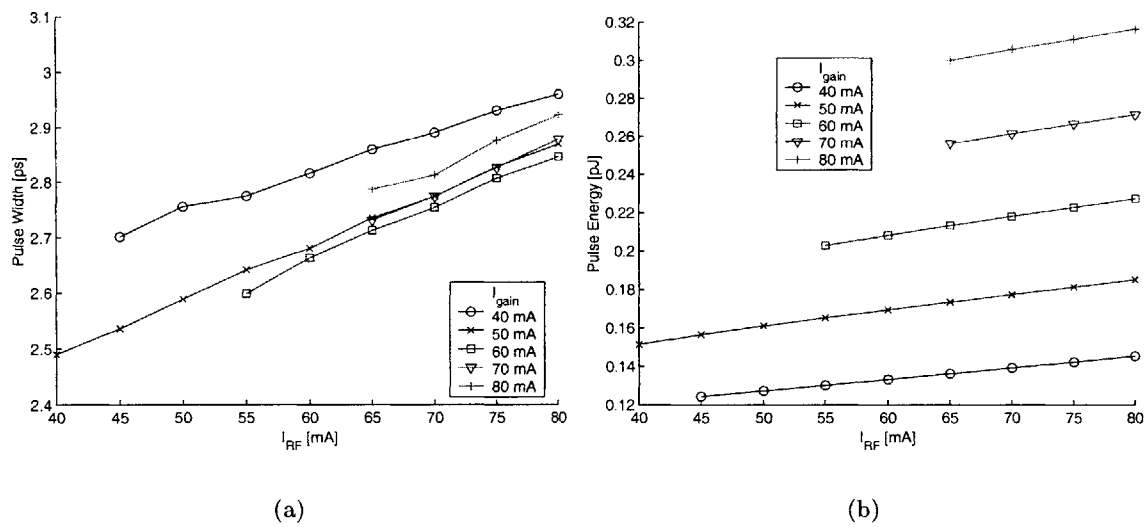 3.1
3
2.9
2.8
2.7
2.6
2.5
2.4
Pulse Width [ps]
40 45 50 55 60 65 70 75 80
I_RF [mA]
I_gain
40 mA
50 mA
60 mA
70 mA
80 mA
(a)
0.32
0.3
0.28
0.26
0.24
0.22
0.2
0.18
0.16
0.14
0.12
Pulse Energy [pJ]
40 45 50 55 60 65 70 75 80
I_RF [mA]
I_gain
40 mA
50 mA
60 mA
70 mA
80 mA
(b)